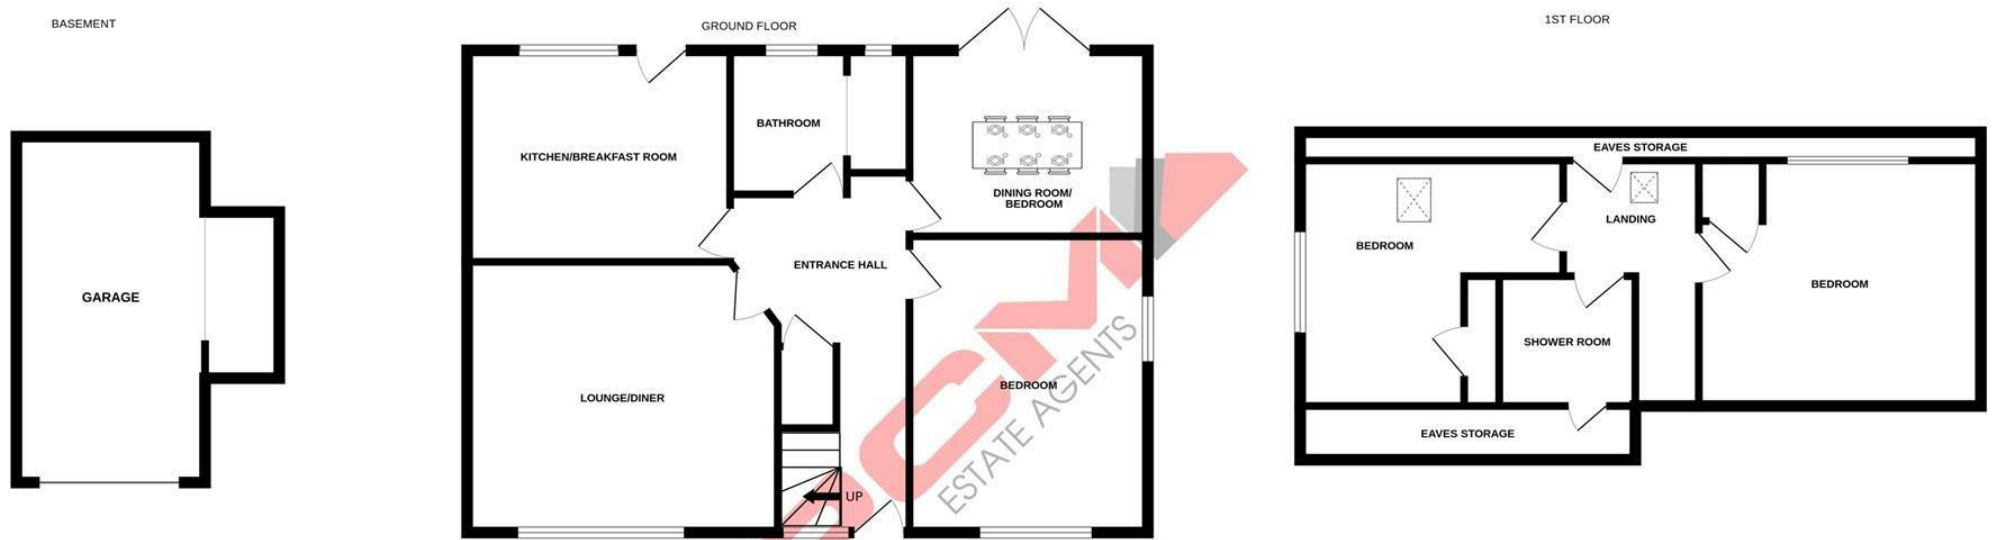 BASEMENT
GARAGE
GROUND FLOOR
KITCHEN/BREAKFAST ROOM
BATHROOM
DINING ROOM/
BEDROOM
ENTRANCE HALL
LOUNGE/DINER
BEDROOM
UP
PCM
ESTATE AGENTS
1ST FLOOR
EAVES STORAGE
LANDING
BEDROOM
BEDROOM
SHOWER ROOM
EAVES STORAGE